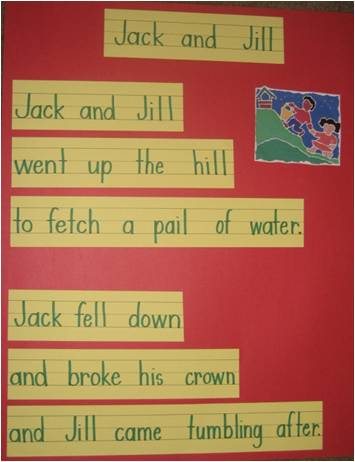 Jack and Jill
Jack and Jill
went up the hill
to fetch a pail of water.
Jack fell down
and broke his crown
and Jill came tumbling after.